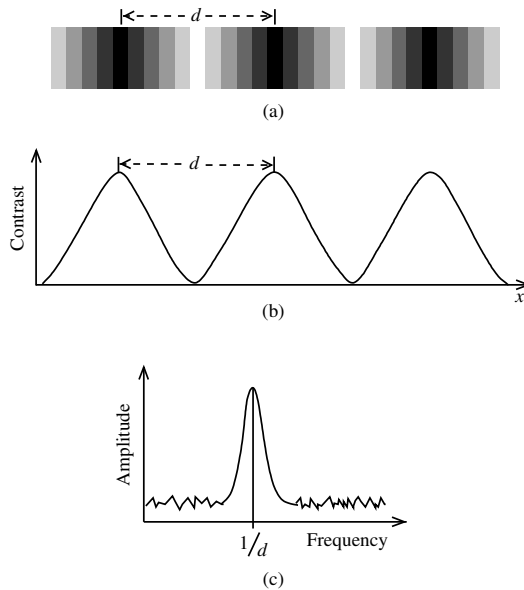 d
(a)
d
Contrast
x
(b)
Amplitude
1/d
Frequency
(c)